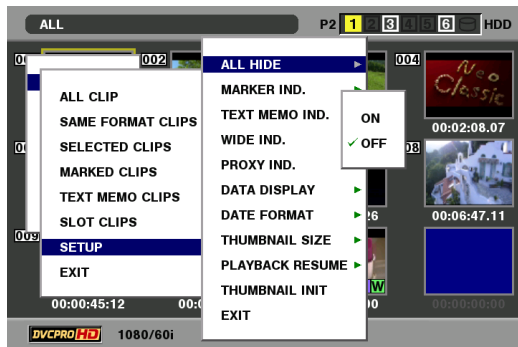 ALL
P2 1 2 3 4 5 6 HDD
002
004
ALL CLIP
SAME FORMAT CLIPS
SELECTED CLIPS
MARKED CLIPS
TEXT MEMO CLIPS
SLOT CLIPS
SETUP
EXIT
ALL HIDE
MARKER IND.
TEXT MEMO IND.
WIDE IND.
PROXY IND.
DATA DISPLAY
DATE FORMAT
THUMBNAIL SIZE
PLAYBACK RESUME
THUMBNAIL INIT
EXIT
ON
OFF
Neo
Classic
00:02:08.07
00:06:47.11
009
W
00:00:45:12
00:00:00:00
DVCPRO HD 1080/60i